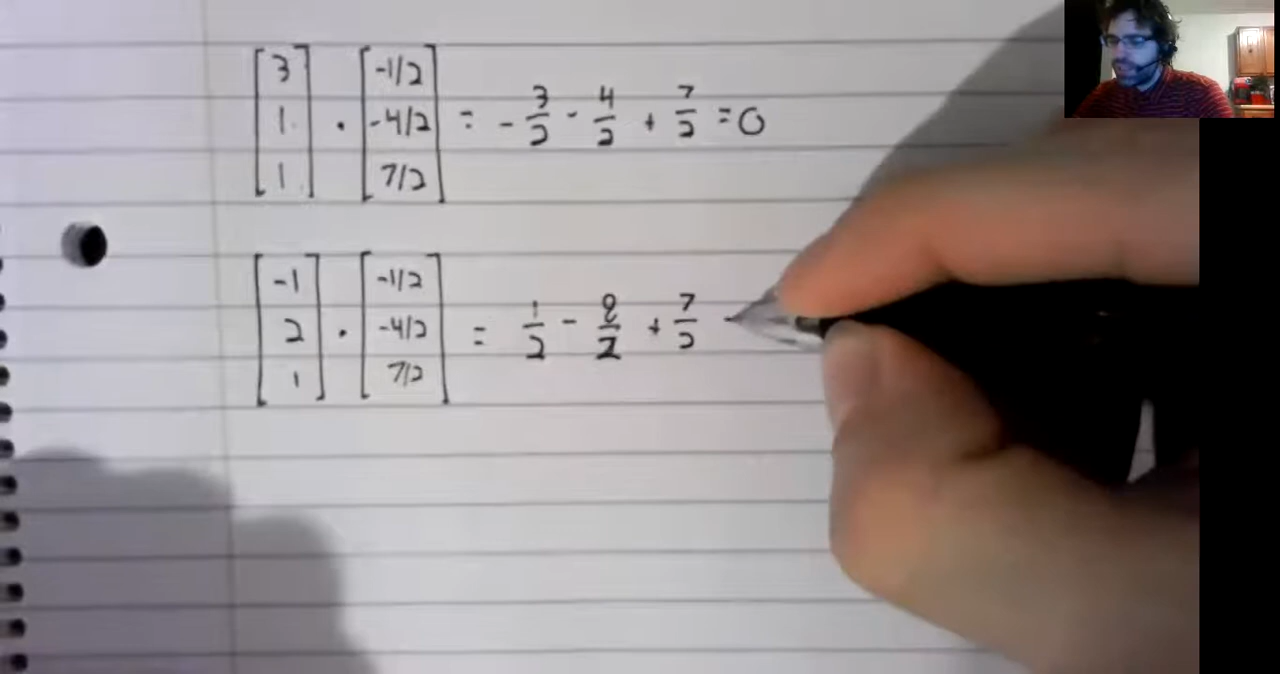 [3 1 1] · [-1/2 -4/2 7/2] = - 3/2 - 4/2 + 7/2 = 0
[-1 2 1] · [-1/2 -4/2 7/2] = 1/2 - 8/2 + 7/2